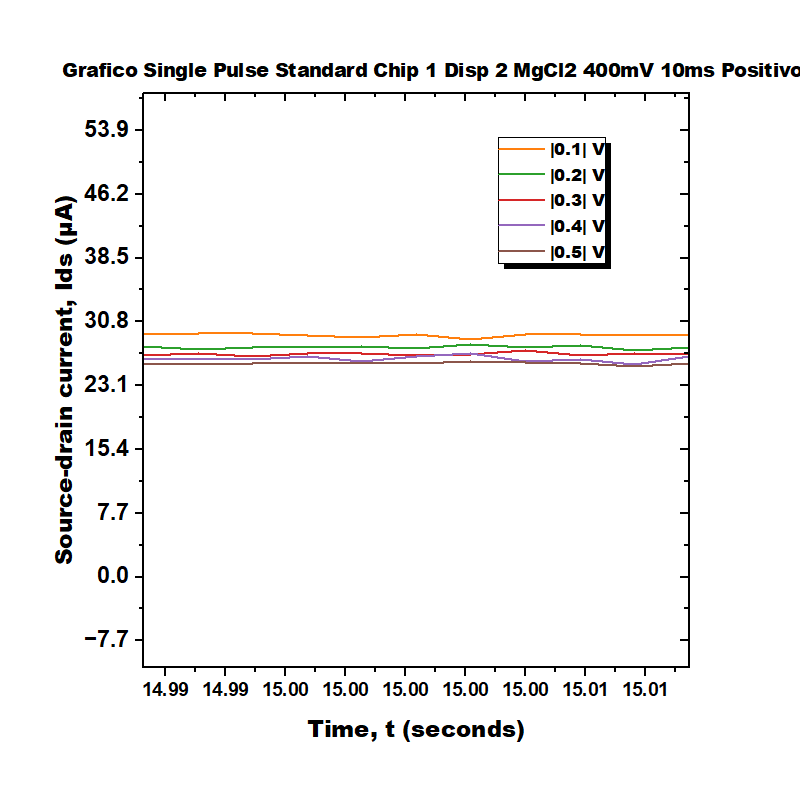 Grafico Single Pulse Standard Chip 1 Disp 2 MgCl2 400mV 10ms Positivo
|0.1| V
|0.2| V
|0.3| V
|0.4| V
|0.5| V
Source-drain current, Ids (µA)
53.9
46.2
38.5
30.8
23.1
15.4
7.7
0.0
−7.7
14.99 14.99 15.00 15.00 15.00 15.00 15.00 15.01 15.01
Time, t (seconds)